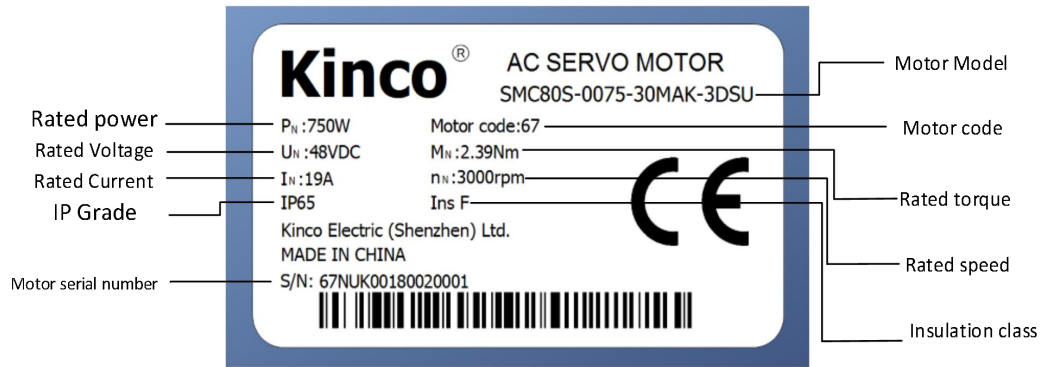 Kinco ®
AC SERVO MOTOR
SMC80S-0075-30MAK-3DSU
Motor Model
Rated power
PN :750W
Motor code:67
Motor code
Rated Voltage
UN :48VDC
MN :2.39Nm
Rated torque
Rated Current
IN :19A
nN :3000rpm
Rated speed
IP Grade
IP65
Ins F
Insulation class
Kinco Electric (Shenzhen) Ltd.
MADE IN CHINA
Motor serial number
S/N: 67NUK00180020001
CE